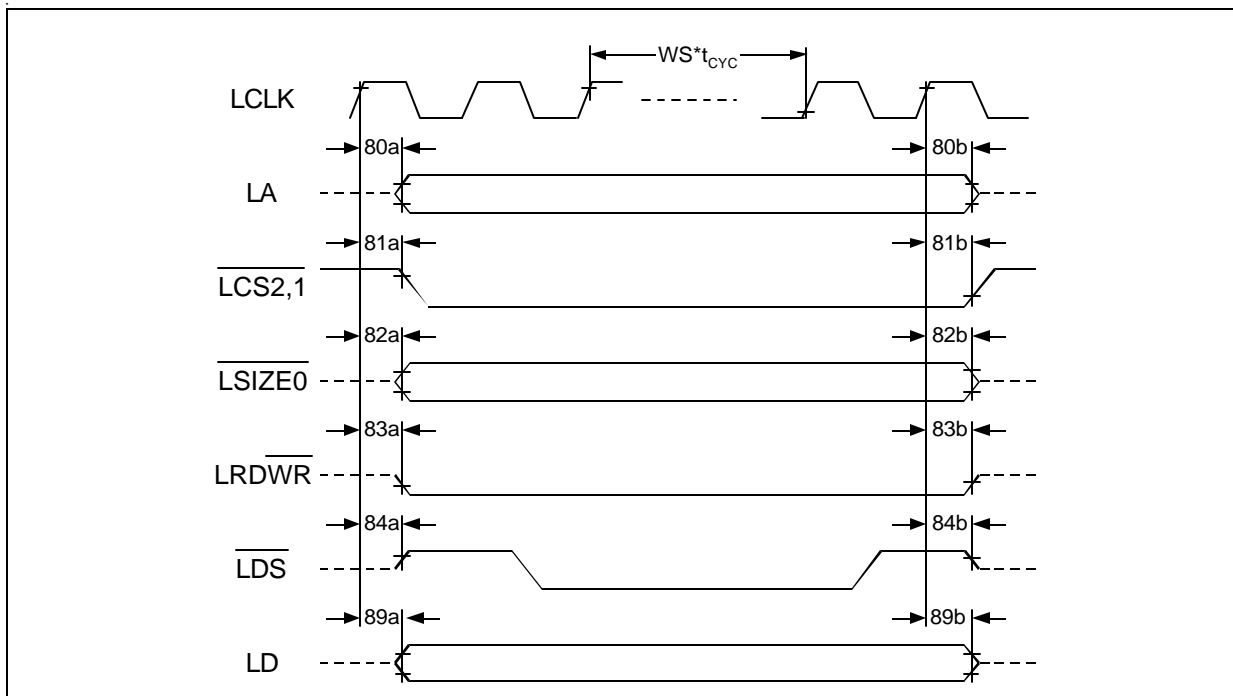 WS*tCYC
LCLK
80a 80b
LA
81a 81b
LCS2,1
82a 82b
LSIZE0
83a 83b
LRDWR
84a 84b
LDS
89a 89b
LD